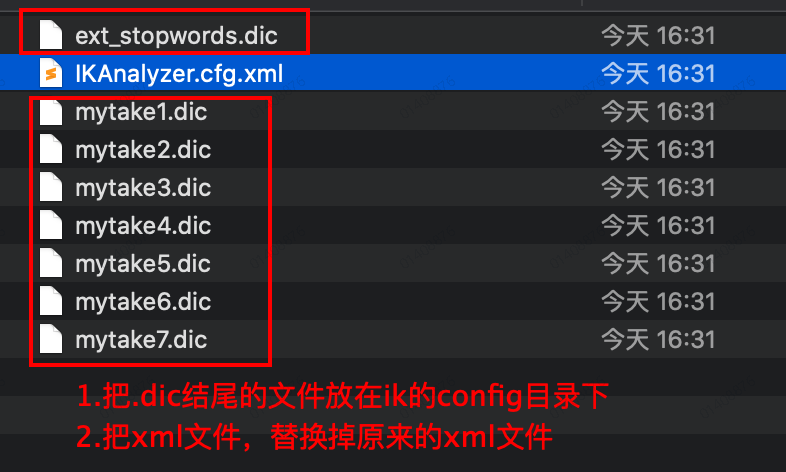 ext_stopwords.dic 今天 16:31
IKAnalyzer.cfg.xml 今天 16:31
mytake1.dic 今天 16:31
mytake2.dic 今天 16:31
mytake3.dic 今天 16:31
mytake4.dic 今天 16:31
mytake5.dic 今天 16:31
mytake6.dic 今天 16:31
mytake7.dic 今天 16:31
1.把.dic结尾的文件放在ik的config目录下
2.把xml文件，替换掉原来的xml文件